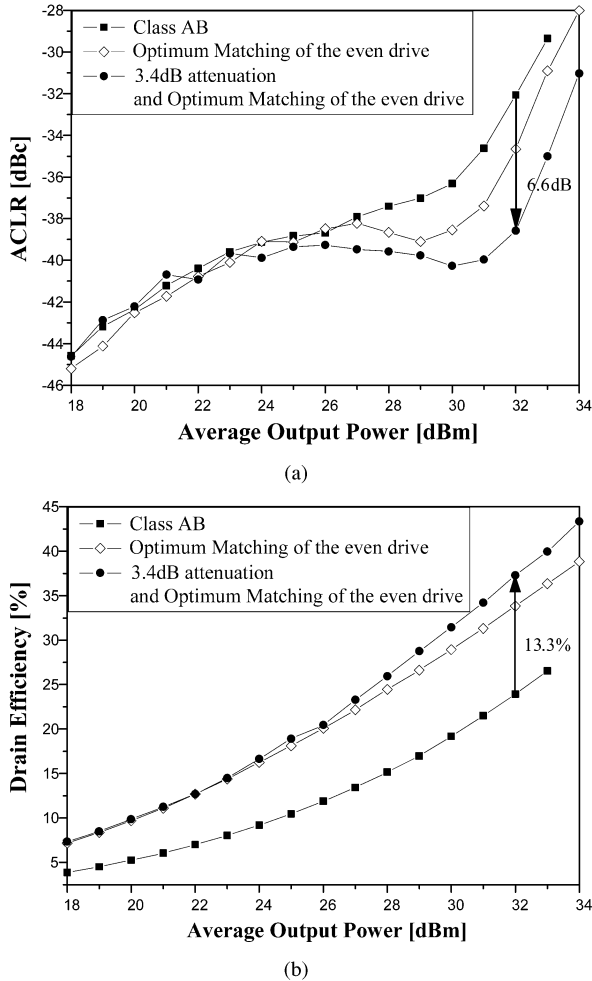 -28
-30
-32
-34
-36
-38
-40
-42
-44
-46
ACLR [dBc]
Class AB
Optimum Matching of the even drive
3.4dB attenuation
and Optimum Matching of the even drive
6.6dB
18 20 22 24 26 28 30 32 34
Average Output Power [dBm]
(a)
45
40
35
30
25
20
15
10
5
Drain Efficiency [%]
Class AB
Optimum Matching of the even drive
3.4dB attenuation
and Optimum Matching of the even drive
13.3%
18 20 22 24 26 28 30 32 34
Average Output Power [dBm]
(b)